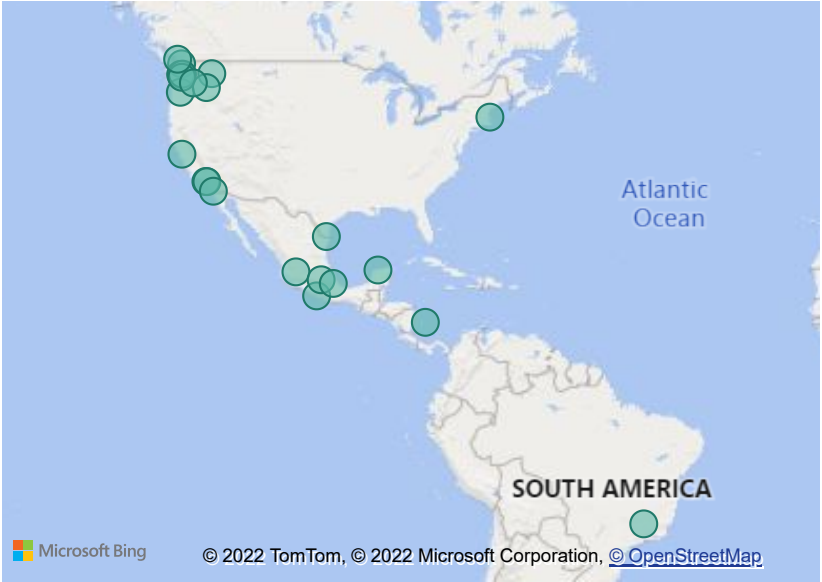 Atlantic
Ocean
SOUTH AMERICA
Microsoft Bing
© 2022 TomTom, © 2022 Microsoft Corporation, © OpenStreetMap